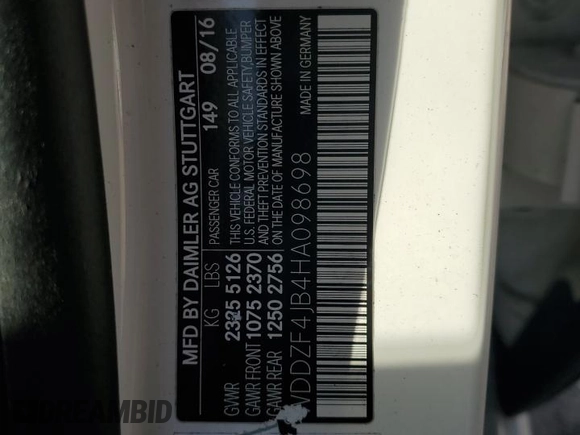 MFD BY DAIMLER AG STUTTGART
KG LBS PASSENGER CAR 149 08/16
GVWR 2325 5126 THIS VEHICLE CONFORMS TO ALL APPLICABLE
GAWR FRONT 1075 2370 U.S. FEDERAL MOTOR VEHICLE SAFETY, BUMPER
GAWR REAR 1250 2756 AND THEFT PREVENTION STANDARDS IN EFFECT
ON THE DATE OF MANUFACTURE SHOWN ABOVE
WDDZF4JB4HA098698 MADE IN GERMANY
DREAMBID